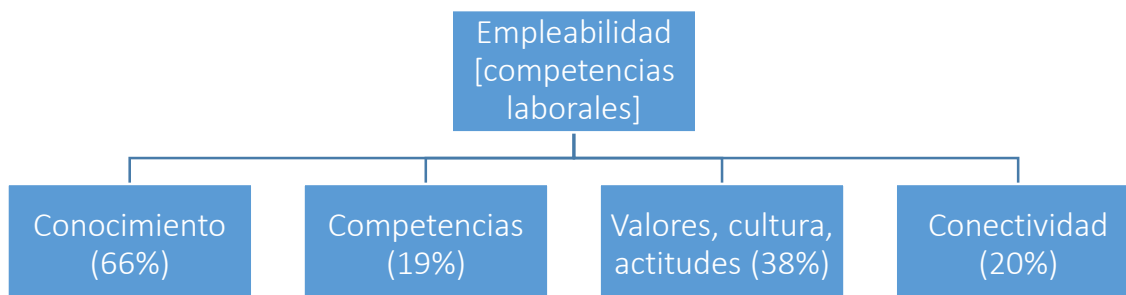 Empleabilidad
[competencias
laborales]
Conocimiento
(66%)
Competencias
(19%)
Valores, cultura,
actitudes (38%)
Conectividad
(20%)